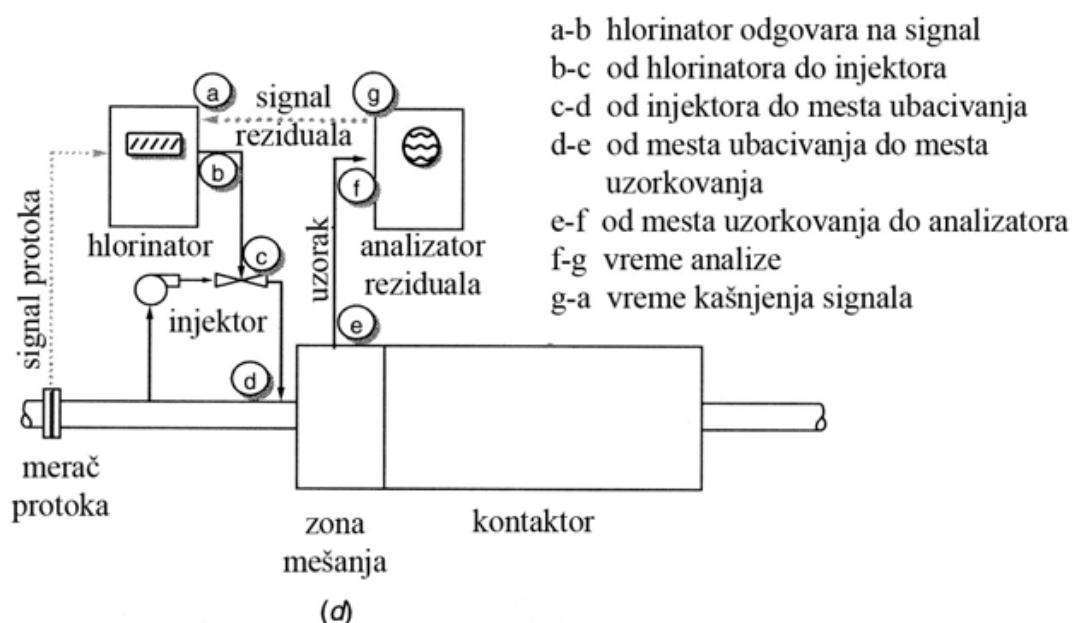 a-b hlorinator odgovara na signal
b-c od hlorinatora do injektora
c-d od injektora do mesta ubacivanja
d-e od mesta ubacivanja do mesta
uzorkovanja
e-f od mesta uzorkovanja do analizatora
f-g vreme analize
g-a vreme kašnjenja signala
a
signal
reziduala
g
b
f
hlorinator
analizator
reziduala
signal protoka
uzorak
c
injektor
e
d
merač
protoka
zona
mešanja
kontaktor
(d)